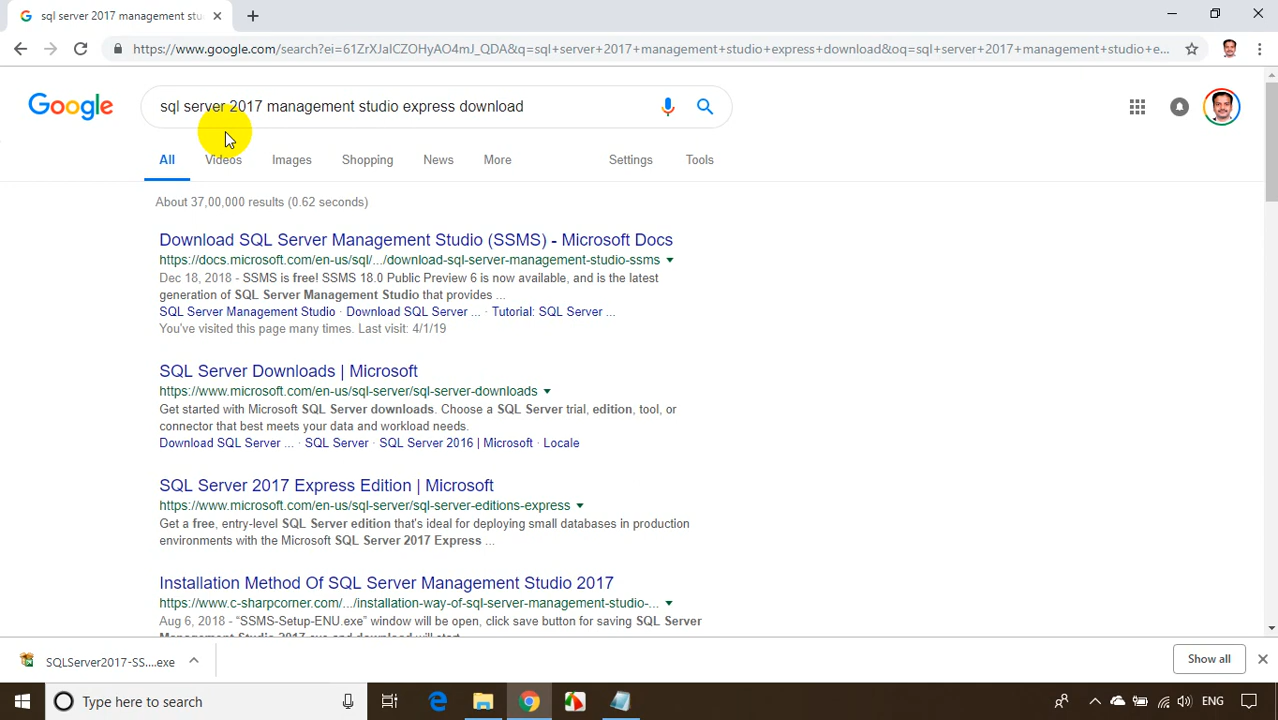 sql server 2017 management stu
https://www.google.com/search?ei=61ZrXJaICZOHyAO4mJ_QDA&q=sql+server+2017+management+studio+express+download&oq=sql+server+2017+management+studio+e...
Google
sql server 2017 management studio express download
All Videos Images Shopping News More Settings Tools
About 37,00,000 results (0.62 seconds)
Download SQL Server Management Studio (SSMS) - Microsoft Docs
https://docs.microsoft.com/en-us/sql/.../download-sql-server-management-studio-ssms
Dec 18, 2018 - SSMS is free! SSMS 18.0 Public Preview 6 is now available, and is the latest
generation of SQL Server Management Studio that provides ...
SQL Server Management Studio · Download SQL Server ... · Tutorial: SQL Server ...
You've visited this page many times. Last visit: 4/1/19
SQL Server Downloads | Microsoft
https://www.microsoft.com/en-us/sql-server/sql-server-downloads
Get started with Microsoft SQL Server downloads. Choose a SQL Server trial, edition, tool, or
connector that best meets your data and workload needs.
Download SQL Server ... · SQL Server · SQL Server 2016 | Microsoft · Locale
SQL Server 2017 Express Edition | Microsoft
https://www.microsoft.com/en-us/sql-server/sql-server-editions-express
Get a free, entry-level SQL Server edition that's ideal for deploying small databases in production
environments with the Microsoft SQL Server 2017 Express ...
Installation Method Of SQL Server Management Studio 2017
https://www.c-sharpcorner.com/.../installation-way-of-sql-server-management-studio-...
Aug 6, 2018 - “SSMS-Setup-ENU.exe” window will be open, click save button for saving SQL Server
Management Studio 2017.exe and download will start
SQLServer2017-SS....exe
Show all
Type here to search
ENG